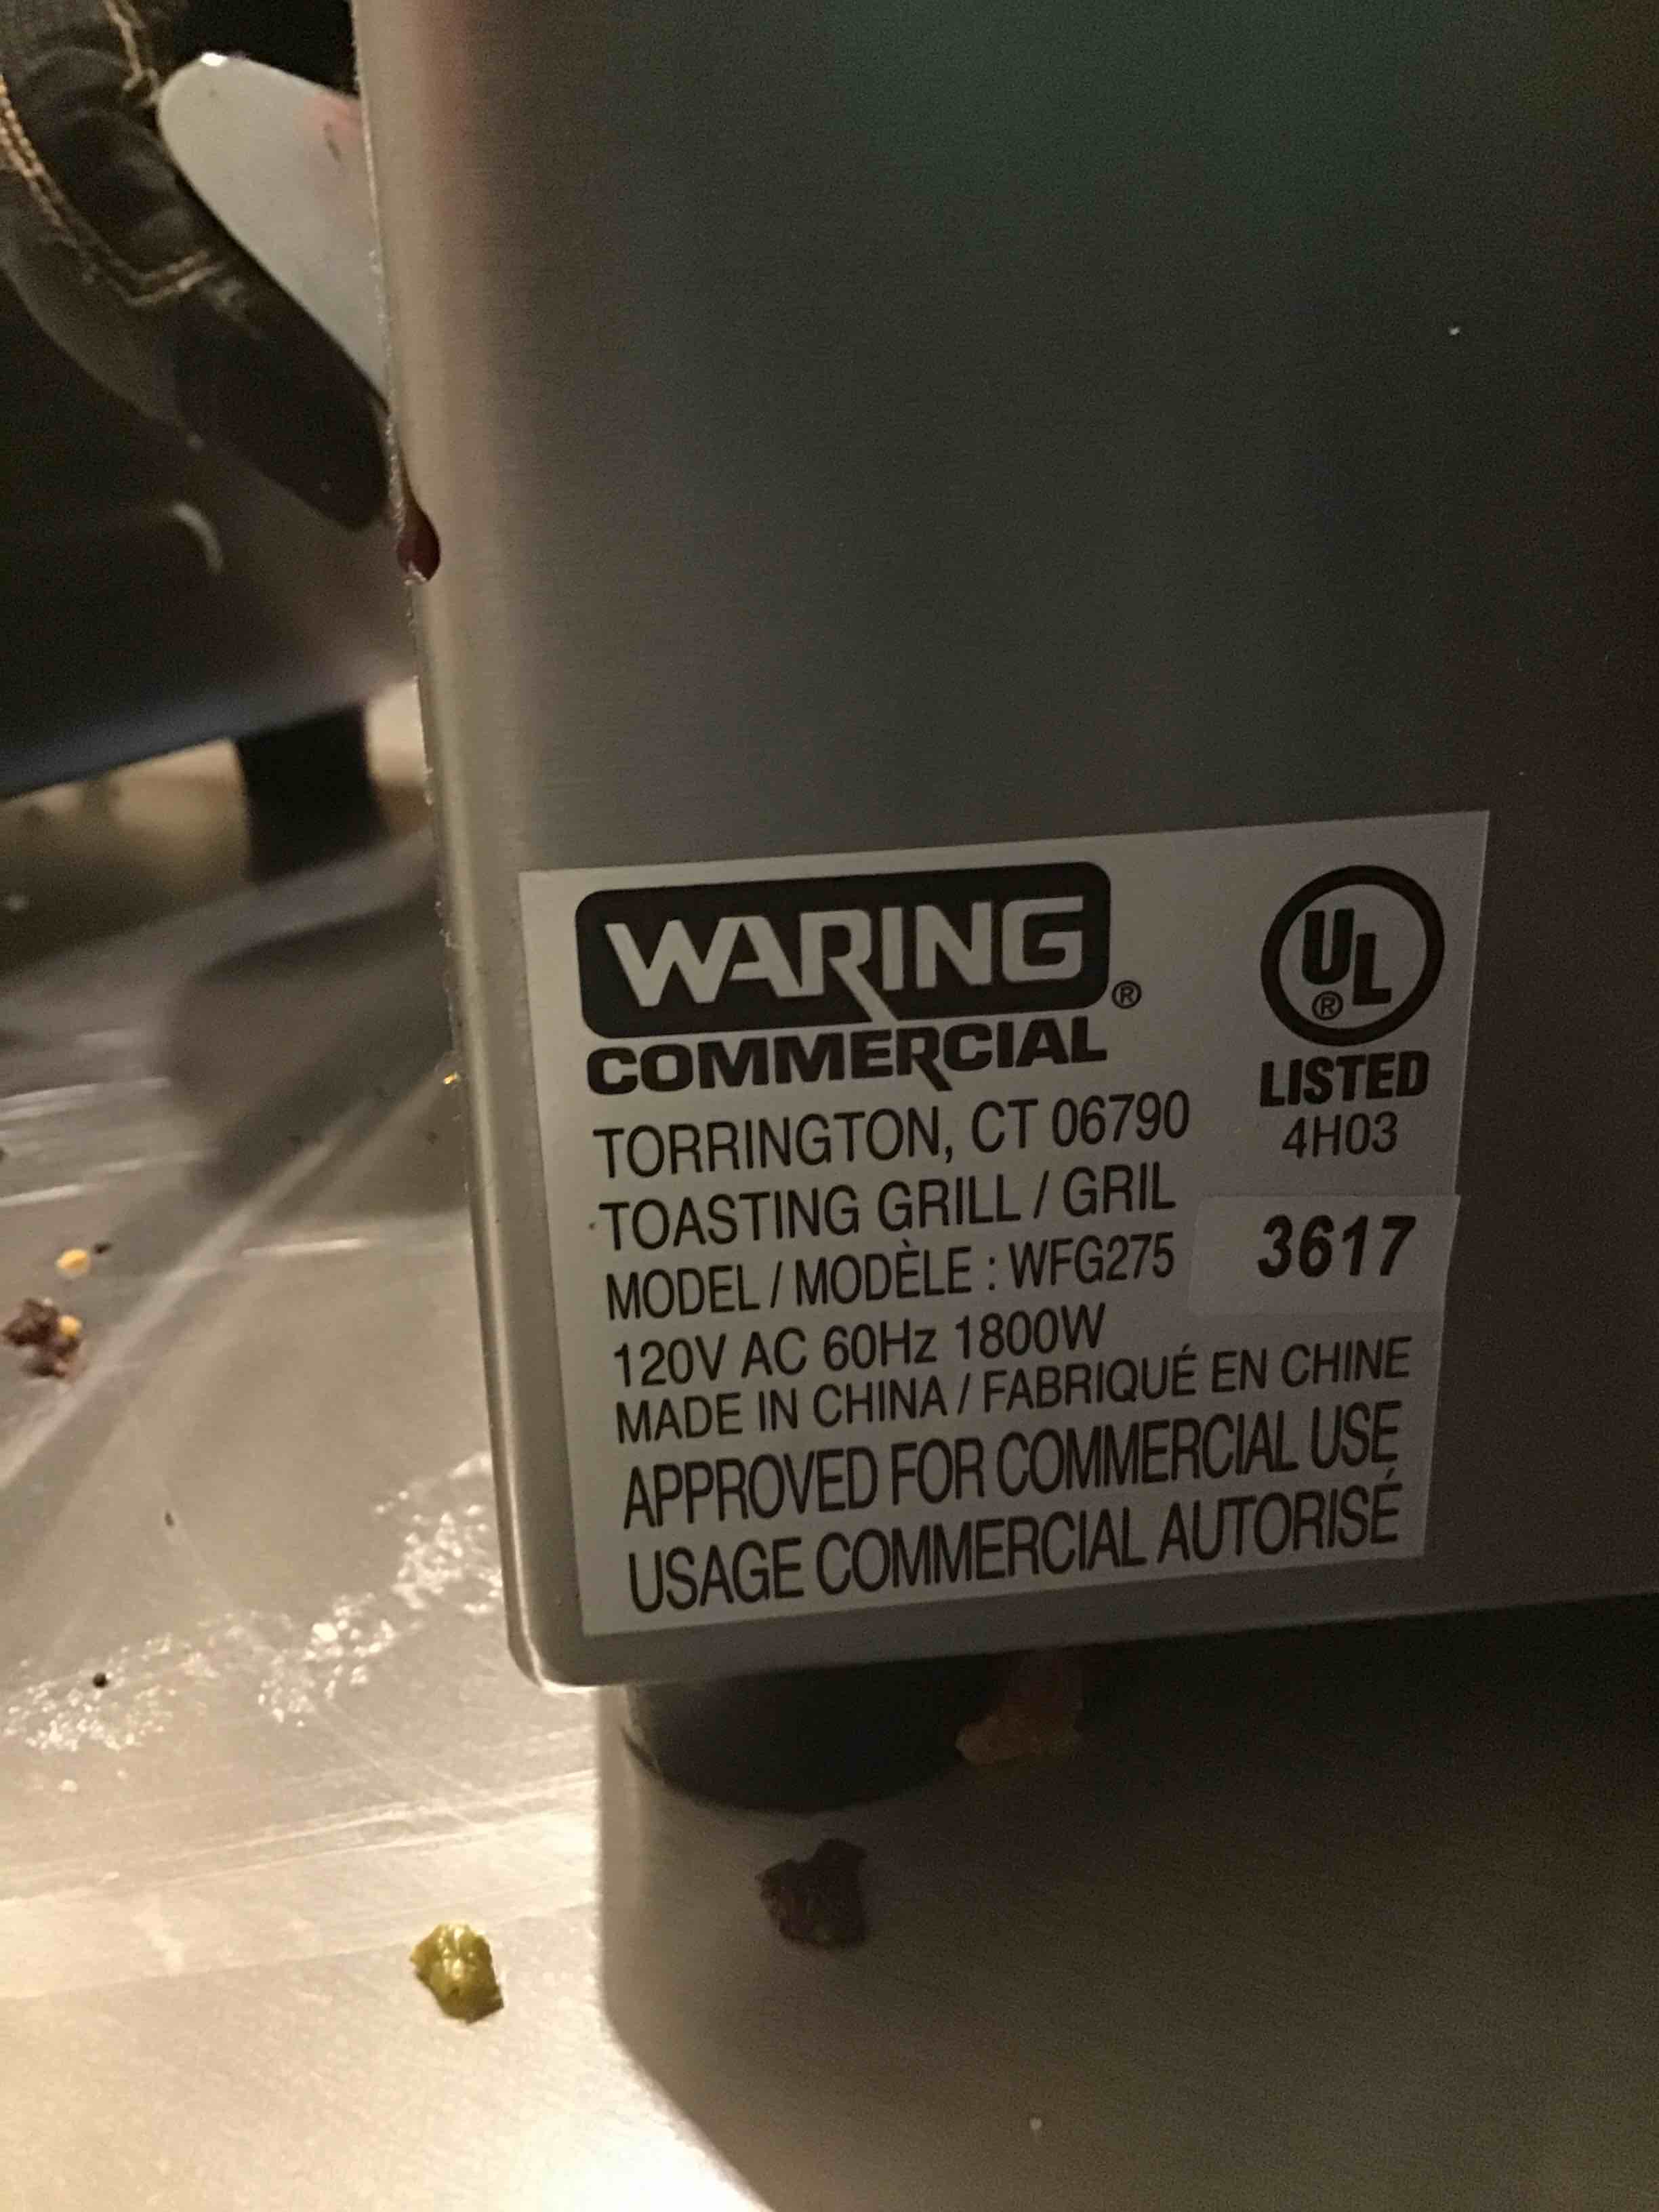 WARING®
COMMERCIAL
TORRINGTON, CT 06790
TOASTING GRILL / GRIL
MODEL / MODÈLE : WFG275
120V AC 60Hz 1800W
MADE IN CHINA / FABRIQUÉ EN CHINE
APPROVED FOR COMMERCIAL USE
USAGE COMMERCIAL AUTORISÉ
UL®
LISTED
4H03
3617